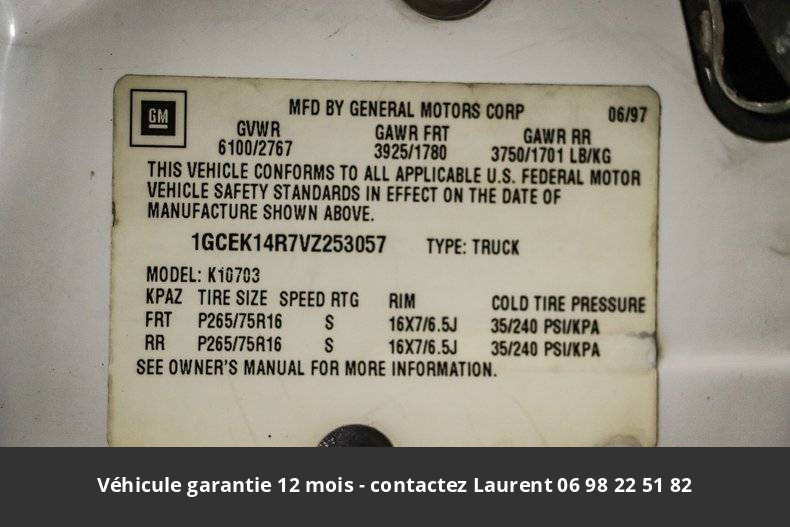 GM
MFD BY GENERAL MOTORS CORP 06/97
GVWR GAWR FRT GAWR RR
6100/2767 3925/1780 3750/1701 LB/KG
THIS VEHICLE CONFORMS TO ALL APPLICABLE U.S. FEDERAL MOTOR
VEHICLE SAFETY STANDARDS IN EFFECT ON THE DATE OF
MANUFACTURE SHOWN ABOVE.
1GCEK14R7VZ253057 TYPE: TRUCK
MODEL: K10703
KPAZ TIRE SIZE SPEED RTG RIM COLD TIRE PRESSURE
FRT P265/75R16 S 16X7/6.5J 35/240 PSI/KPA
RR P265/75R16 S 16X7/6.5J 35/240 PSI/KPA
SEE OWNER'S MANUAL FOR MORE INFORMATION.
Véhicule garantie 12 mois - contactez Laurent 06 98 22 51 82